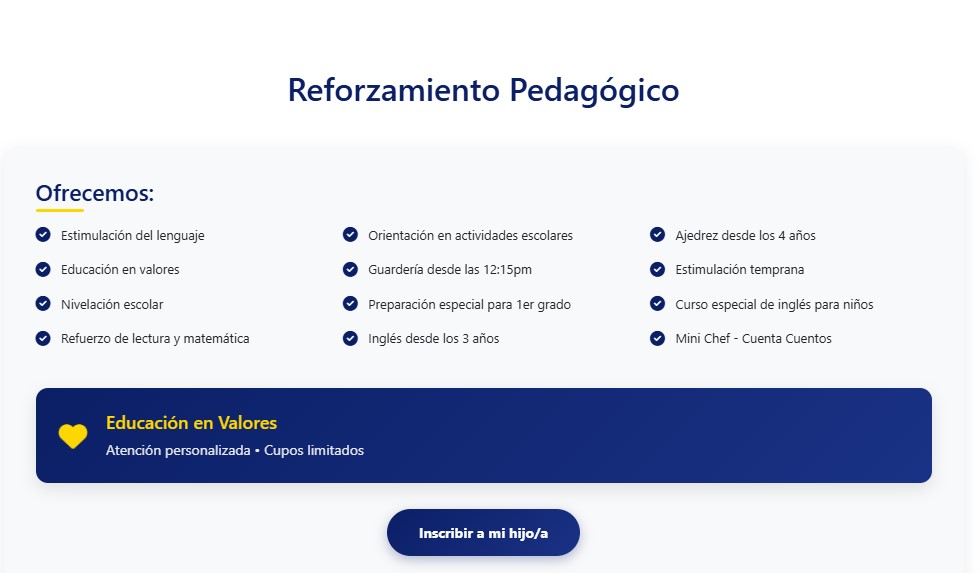 Reforzamiento Pedagógico
Ofrecemos:
Estimulación del lenguaje
Educación en valores
Nivelación escolar
Refuerzo de lectura y matemática
Orientación en actividades escolares
Guardería desde las 12:15pm
Preparación especial para 1er grado
Inglés desde los 3 años
Ajedrez desde los 4 años
Estimulación temprana
Curso especial de inglés para niños
Mini Chef - Cuenta Cuentos
Educación en Valores
Atención personalizada • Cupos limitados
Inscribir a mi hijo/a